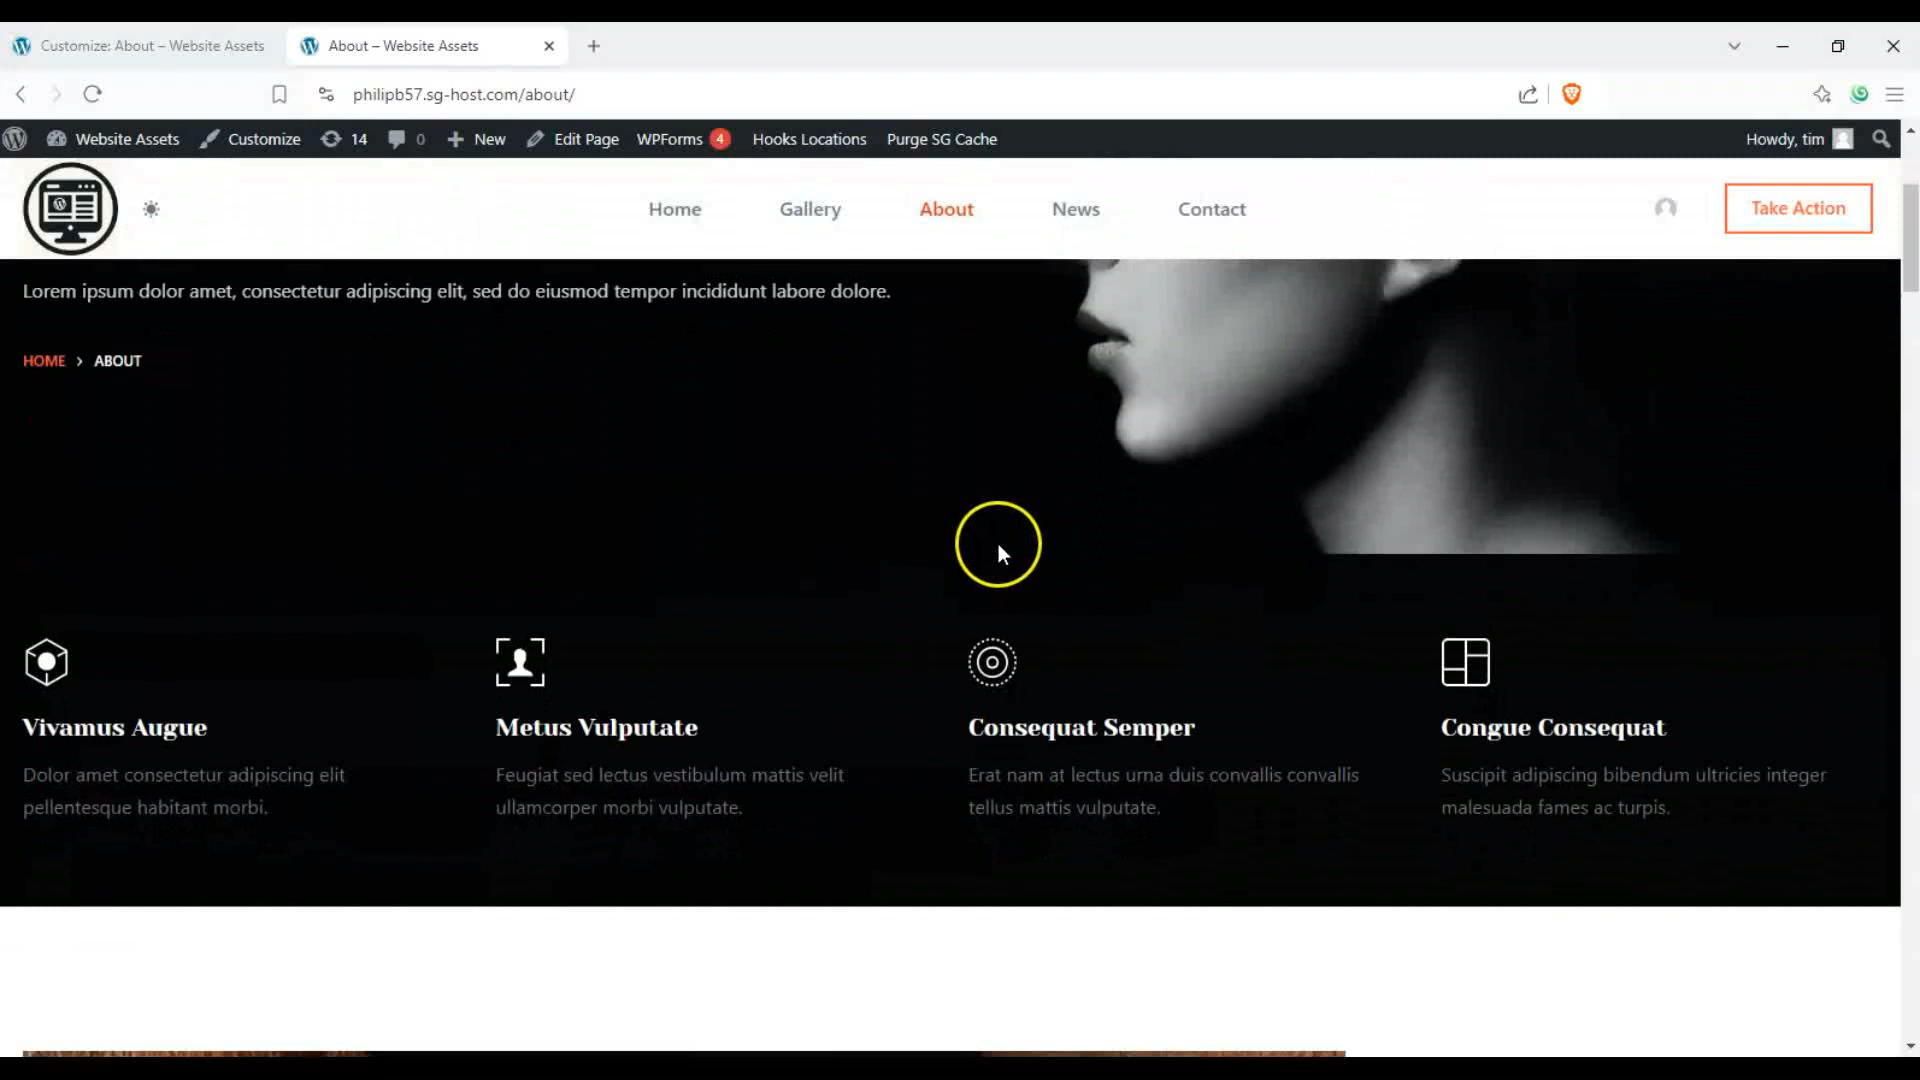 Customize: About – Website Assets
About – Website Assets
philipb57.sg-host.com/about/
Website Assets Customize 14 0 New Edit Page WPForms 4 Hooks Locations Purge SG Cache Howdy, tim
Home Gallery About News Contact Take Action
Lorem ipsum dolor amet, consectetur adipiscing elit, sed do eiusmod tempor incididunt labore dolore.
HOME > ABOUT
Vivamus Augue
Dolor amet consectetur adipiscing elit
pellentesque habitant morbi.
Metus Vulputate
Feugiat sed lectus vestibulum mattis velit
ullamcorper morbi vulputate.
Consequat Semper
Erat nam at lectus urna duis convallis convallis
tellus mattis vulputate.
Congue Consequat
Suscipit adipiscing bibendum ultricies integer
malesuada fames ac turpis.